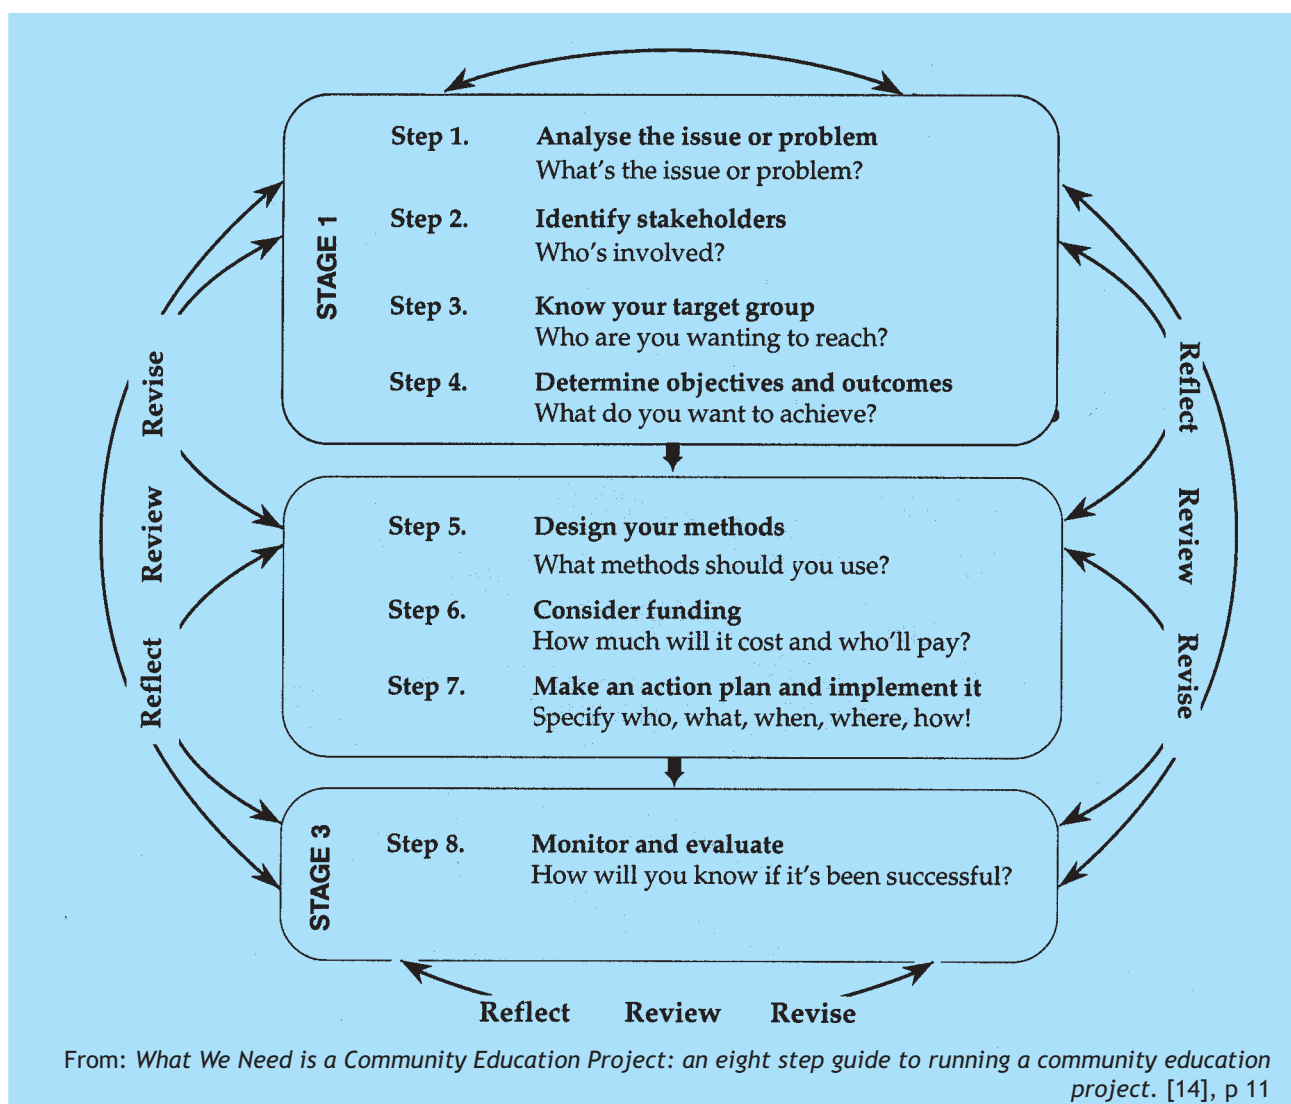 STAGE 1
Step 1. Analyse the issue or problem
What's the issue or problem?
Step 2. Identify stakeholders
Who's involved?
Step 3. Know your target group
Who are you wanting to reach?
Step 4. Determine objectives and outcomes
What do you want to achieve?
Revise
Review
Reflect
Reflect
Review
Revise
Step 5. Design your methods
What methods should you use?
Step 6. Consider funding
How much will it cost and who'll pay?
Step 7. Make an action plan and implement it
Specify who, what, when, where, how!
STAGE 3
Step 8. Monitor and evaluate
How will you know if it's been successful?
Reflect Review Revise
From: What We Need is a Community Education Project: an eight step guide to running a community education
project. [14], p 11